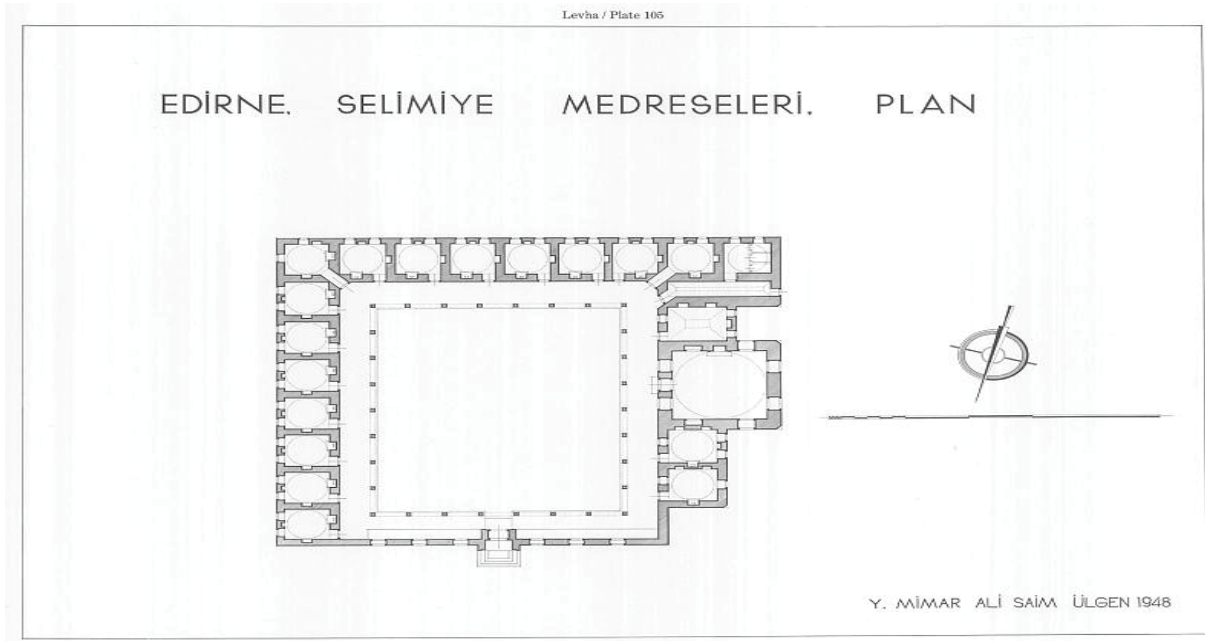 Levha / Plate 105
EDİRNE. SELİMİYE MEDRESELERİ. PLAN
Y. MİMAR ALİ SAİM ÜLGEN 1948